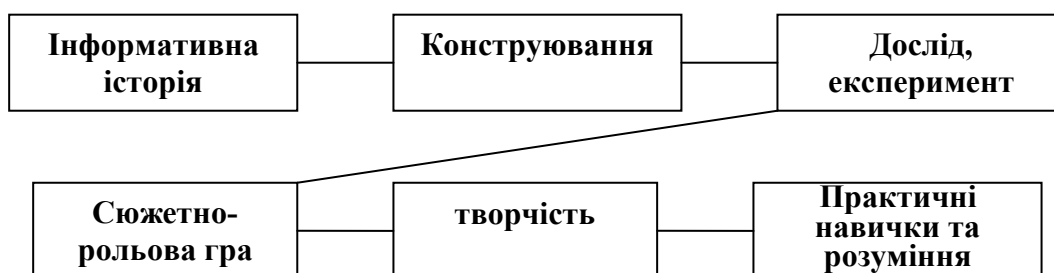 Інформативна
історія
Конструювання
Дослід,
експеримент
Сюжетно-
рольова гра
творчість
Практичні
навички та
розуміння